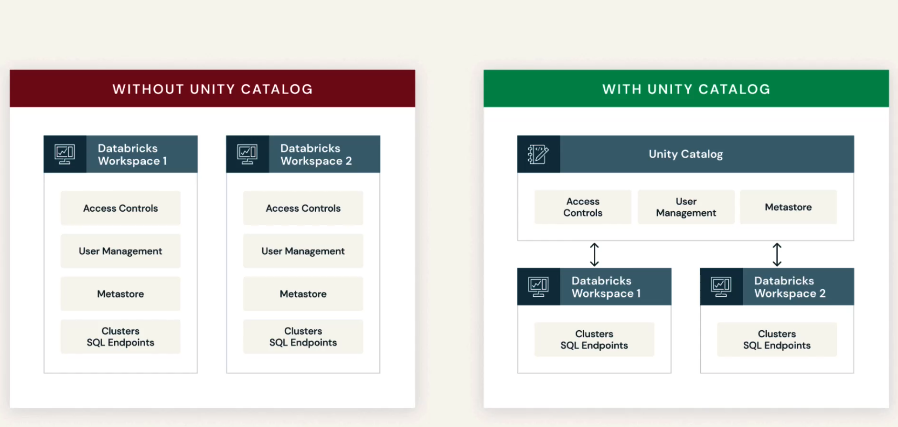 WITHOUT UNITY CATALOG
Databricks
Workspace 1
Access Controls
User Management
Metastore
Clusters
SQL Endpoints
Databricks
Workspace 2
Access Controls
User Management
Metastore
Clusters
SQL Endpoints
WITH UNITY CATALOG
Unity Catalog
Access
Controls
User
Management
Metastore
Databricks
Workspace 1
Clusters
SQL Endpoints
Databricks
Workspace 2
Clusters
SQL Endpoints